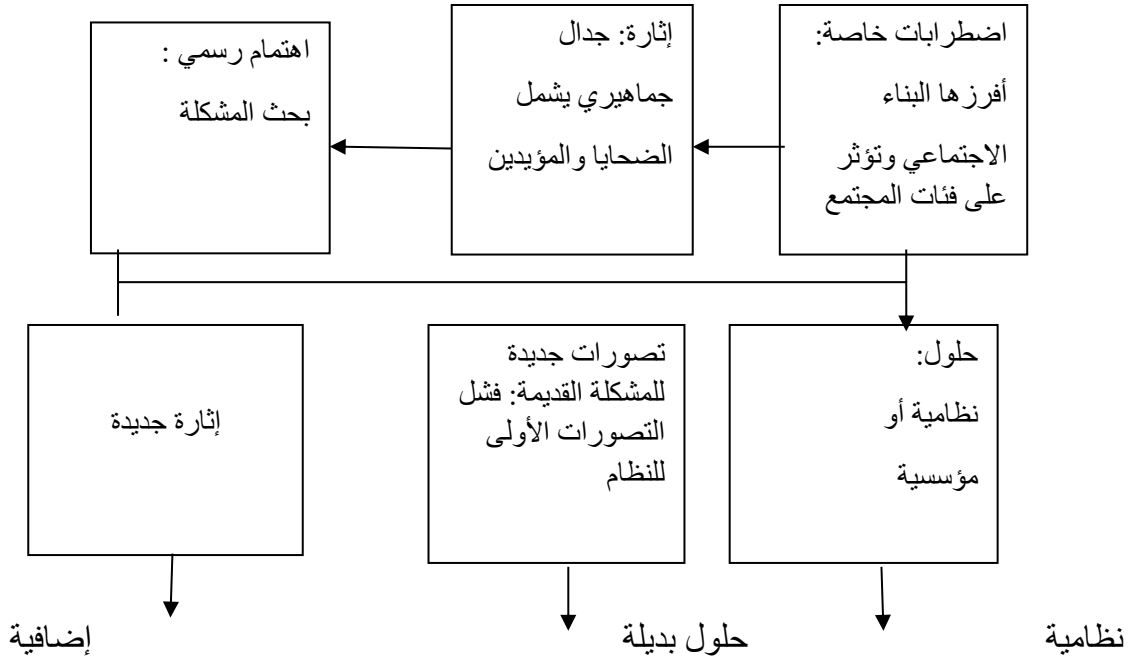 اضطرابات خاصة:
أفرزها البناء
الاجتماعي وتؤثر
على فئات المجتمع
إثارة: جدال
جماهيري يشمل
الضحايا والمؤيدين
اهتمام رسمي :
بحث المشكلة
حلول:
نظامية أو
مؤسسية
تصورات جديدة
للمشكلة القديمة: فشل
التصورات الأولى
للنظام
إثارة جديدة
نظامية
حلول بديلة
إضافية